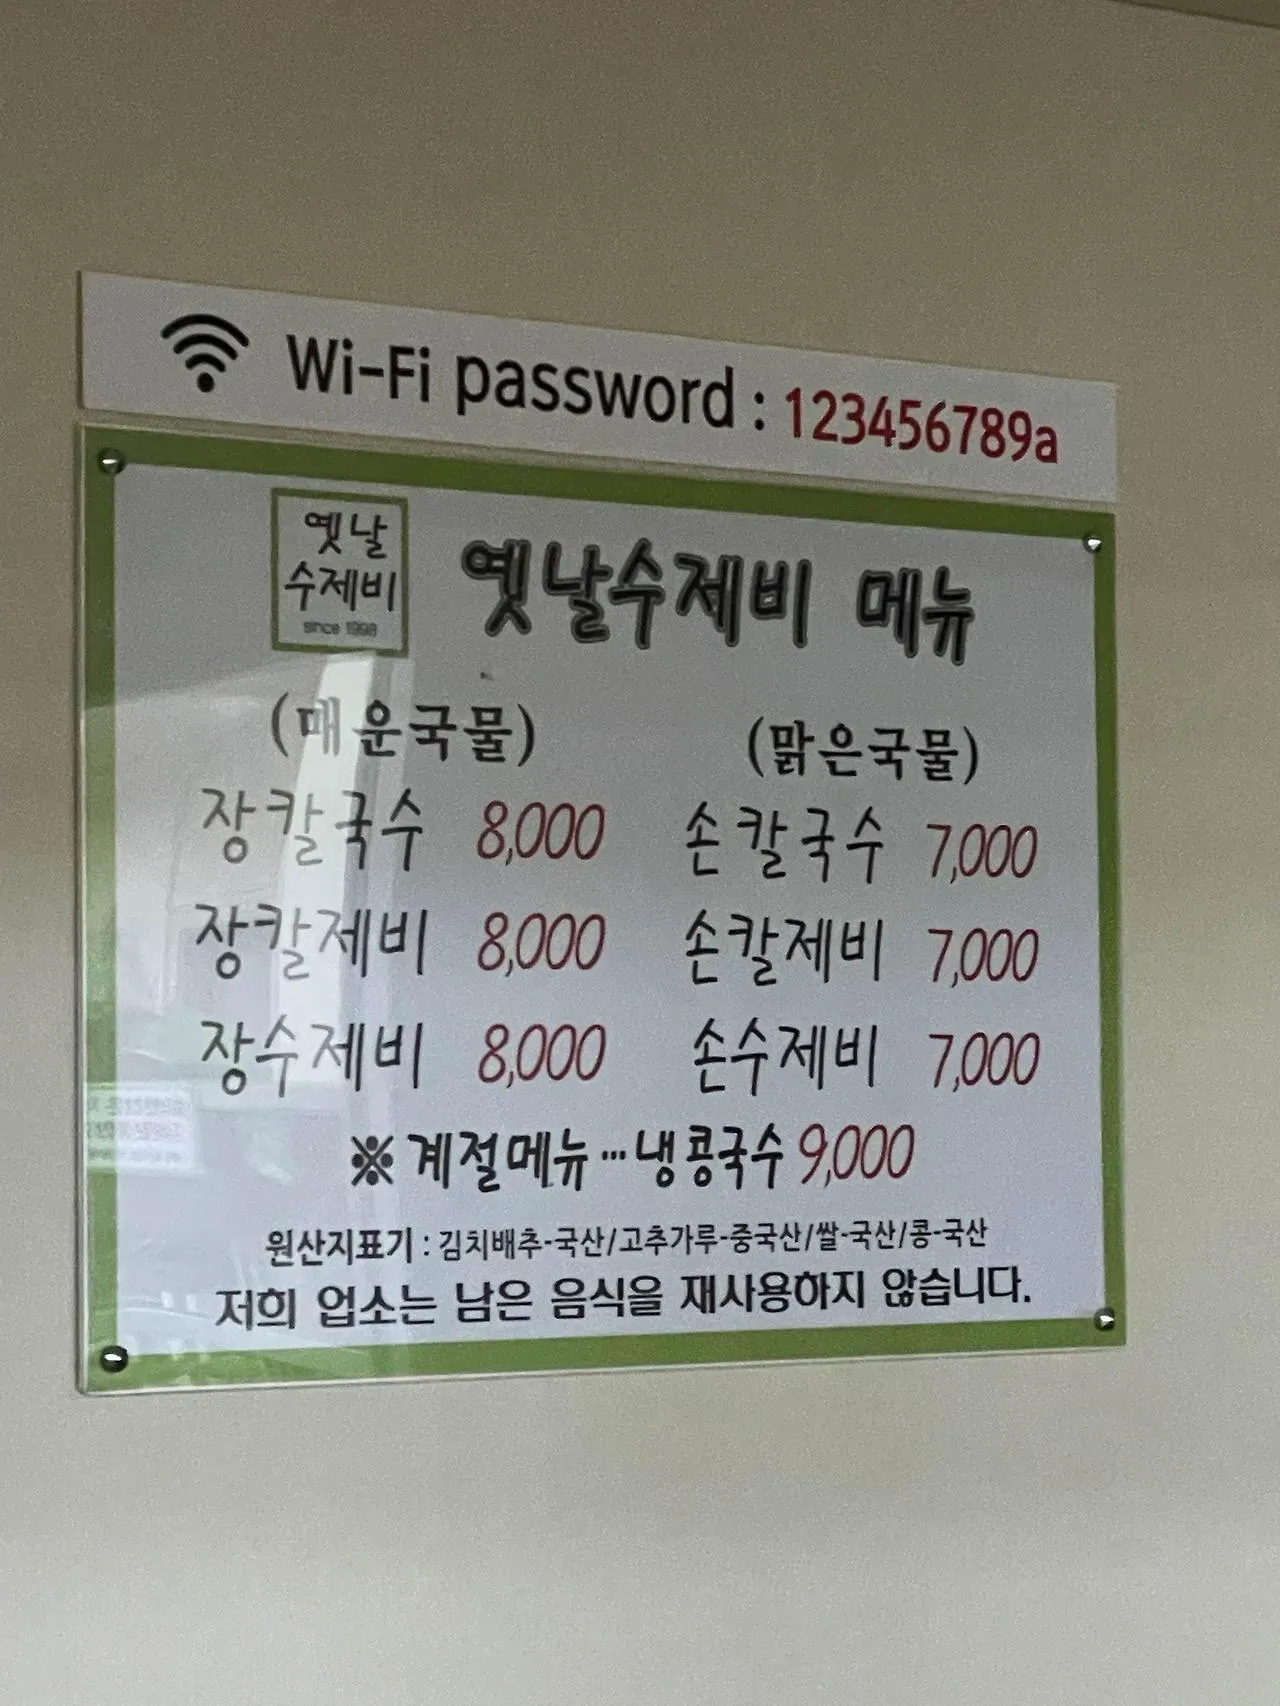 Wi-Fi password : 123456789a
옛날
수제비
since 1998
옛날수제비 메뉴
(매운국물) (맑은국물)
장칼국수 8,000 손칼국수 7,000
장칼제비 8,000 손칼제비 7,000
장수제비 8,000 손수제비 7,000
※ 계절메뉴···냉콩국수 9,000
원산지표기 : 김치배추-국산/고추가루-중국산/쌀-국산/콩-국산
저희 업소는 남은 음식을 재사용하지 않습니다.